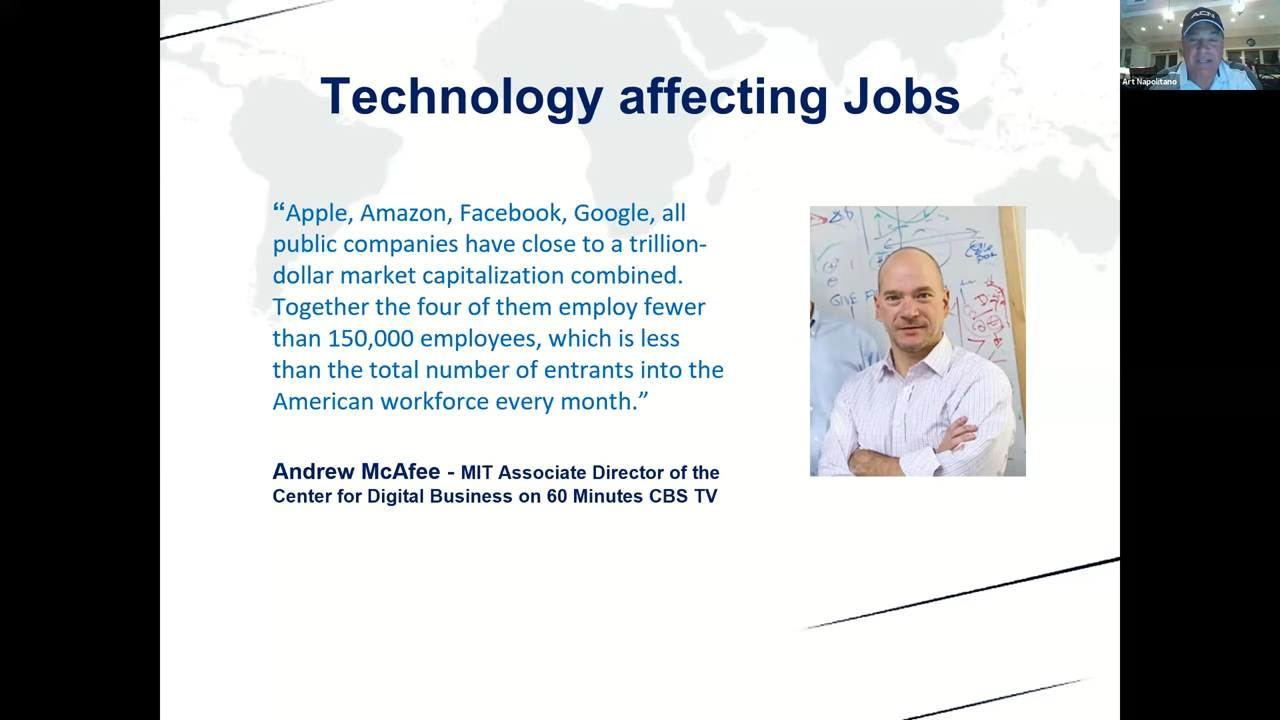 ACN
Art Napolitano
Technology affecting Jobs
“Apple, Amazon, Facebook, Google, all
public companies have close to a trillion-
dollar market capitalization combined.
Together the four of them employ fewer
than 150,000 employees, which is less
than the total number of entrants into the
American workforce every month.”
Andrew McAfee - MIT Associate Director of the
Center for Digital Business on 60 Minutes CBS TV
GIVE